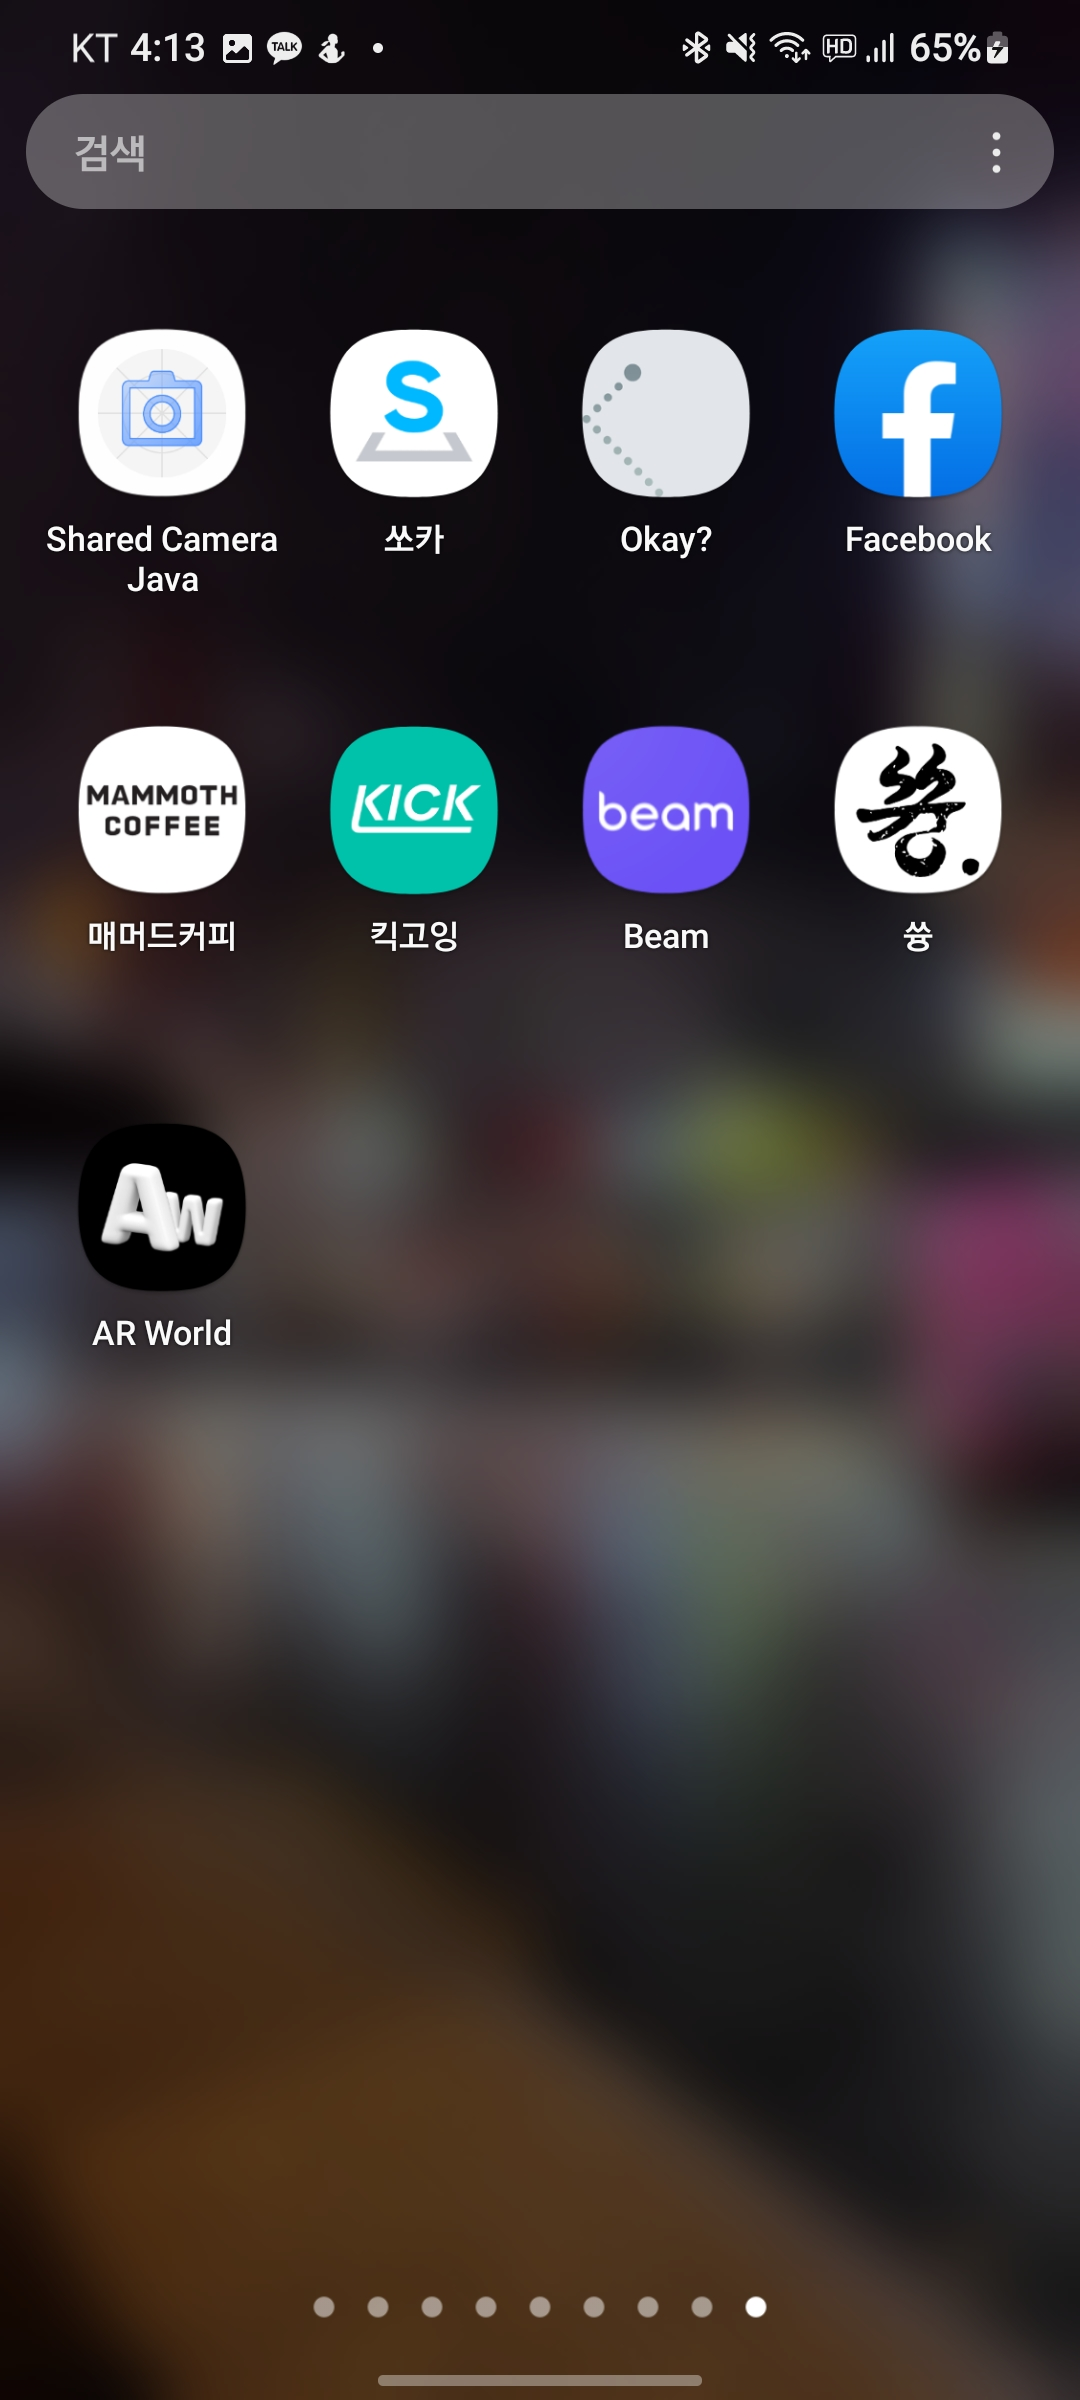 KT 4:13 TALK HD 65%
검색
S
Shared Camera Java
쏘카
Okay?
Facebook
MAMMOTH COFFEE
KICK
beam
쓩.
매머드커피
킥고잉
Beam
쓩
AW
AR World